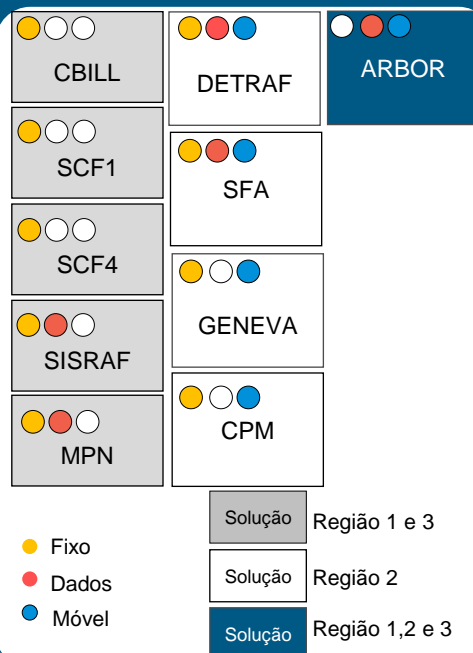 CBILL
DETRAF
ARBOR
SCF1
SFA
SCF4
GENEVA
SISRAF
CPM
MPN
Solução Região 1 e 3
Fixo
Dados
Móvel
Solução Região 2
Solução Região 1,2 e 3